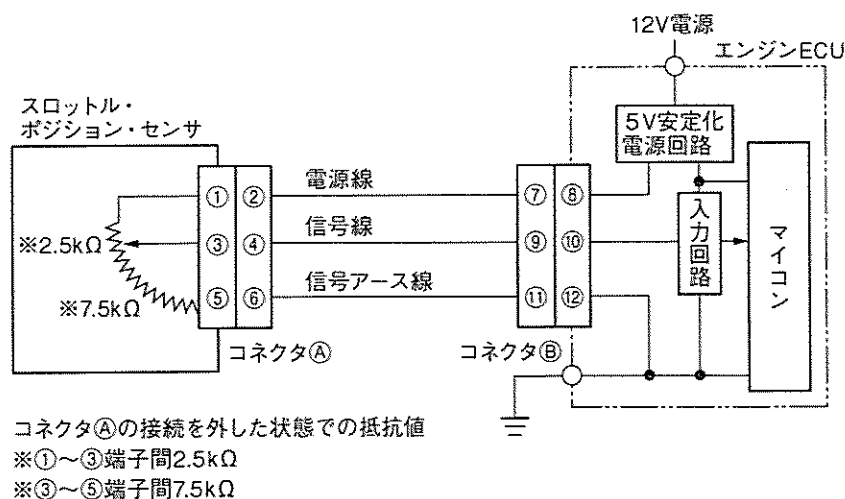 12V電源
エンジンECU
スロットル・
ポジション・センサ
5V安定化
電源回路
① ② 電源線 ⑦ ⑧
※2.5kΩ ③ ④ 信号線 ⑨ ⑩ 入力回路 マイコン
※7.5kΩ ⑤ ⑥ 信号アース線 ⑪ ⑫
コネクタⒶ コネクタⒷ
コネクタⒶの接続を外した状態での抵抗値
※①〜③端子間2.5kΩ
※③〜⑤端子間7.5kΩ